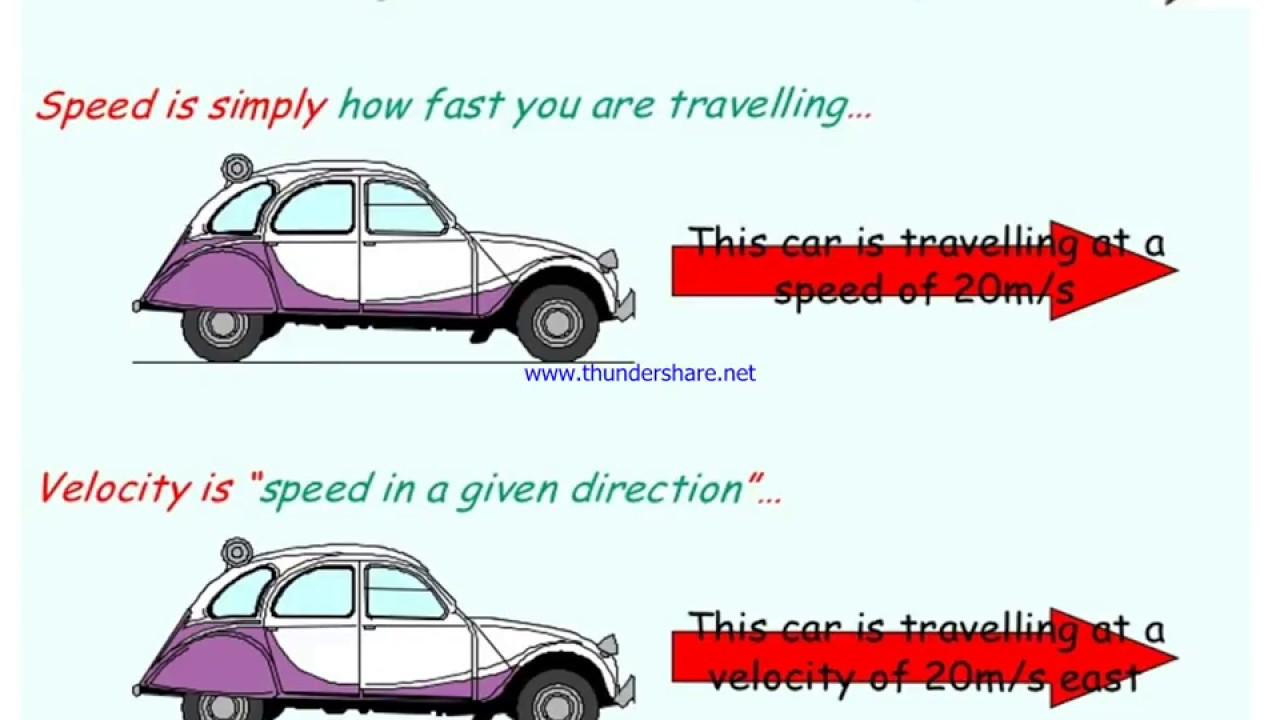 Speed is simply how fast you are travelling…
This car is travelling at a
speed of 20m/s
www.thundershare.net
Velocity is “speed in a given direction”…
This car is travelling at a
velocity of 20m/s east